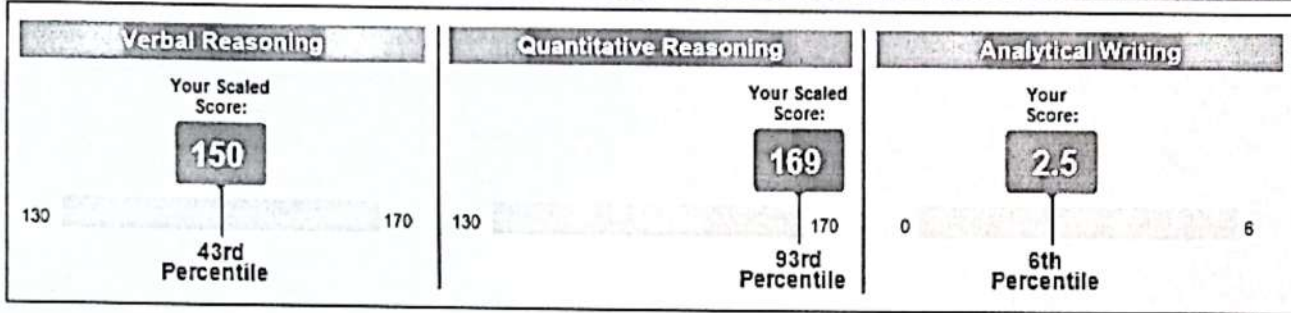 Verbal Reasoning
Your Scaled
Score:
150
130
170
43rd
Percentile
Quantitative Reasoning
Your Scaled
Score:
169
130
170
93rd
Percentile
Analytical Writing
Your
Score:
2.5
0
6
6th
Percentile